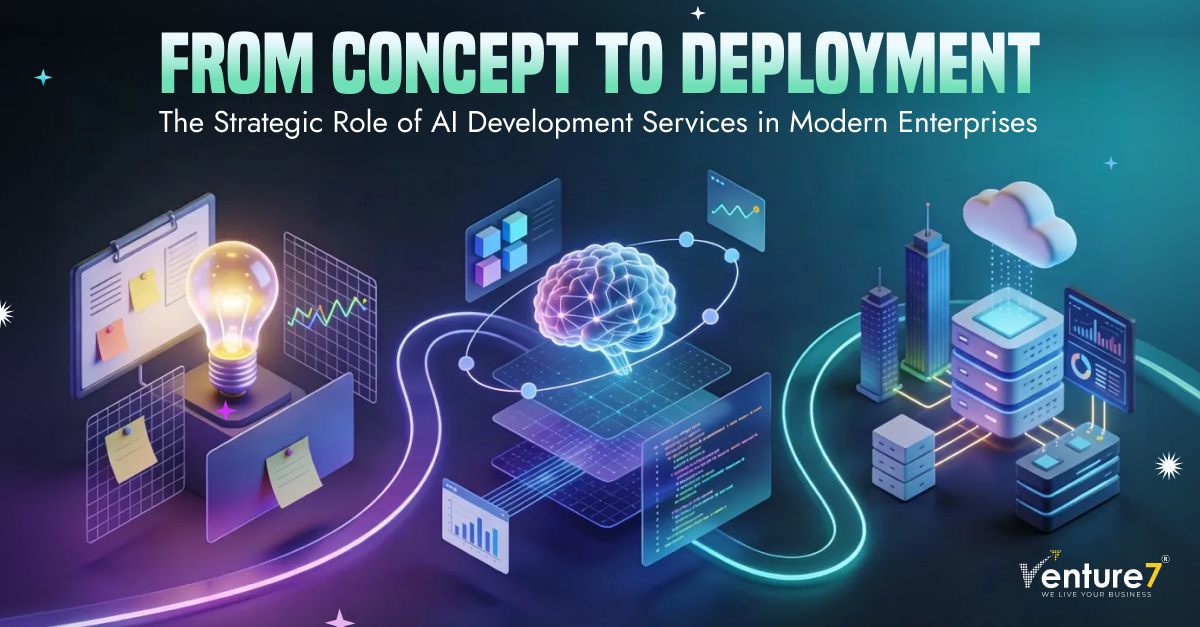 FROM CONCEPT TO DEPLOYMENT
The Strategic Role of AI Development Services in Modern Enterprises
Venture7®
WE LIVE YOUR BUSINESS